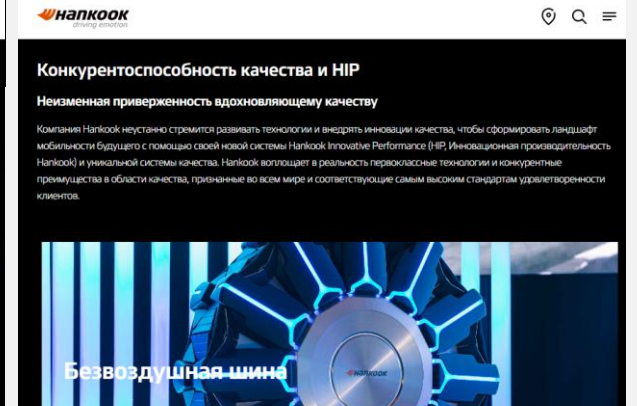 Hankook
driving emotion
Конкурентоспособность качества и HIP
Неизменная приверженность вдохновляющему качеству
Компания Hankook неустанно стремится развивать технологии и внедрять инновации качества, чтобы сформировать ландшафт
мобильности будущего с помощью своей новой системы Hankook Innovative Performance (HIP, Инновационная производительность
Hankook) и уникальной системы качества. Hankook воплощает в реальность первоклассные технологии и конкурентные
преимущества в области качества, признанные во всем мире и соответствующие самым высоким стандартам удовлетворенности
клиентов.
Безвоздушная шина
HANKOOK